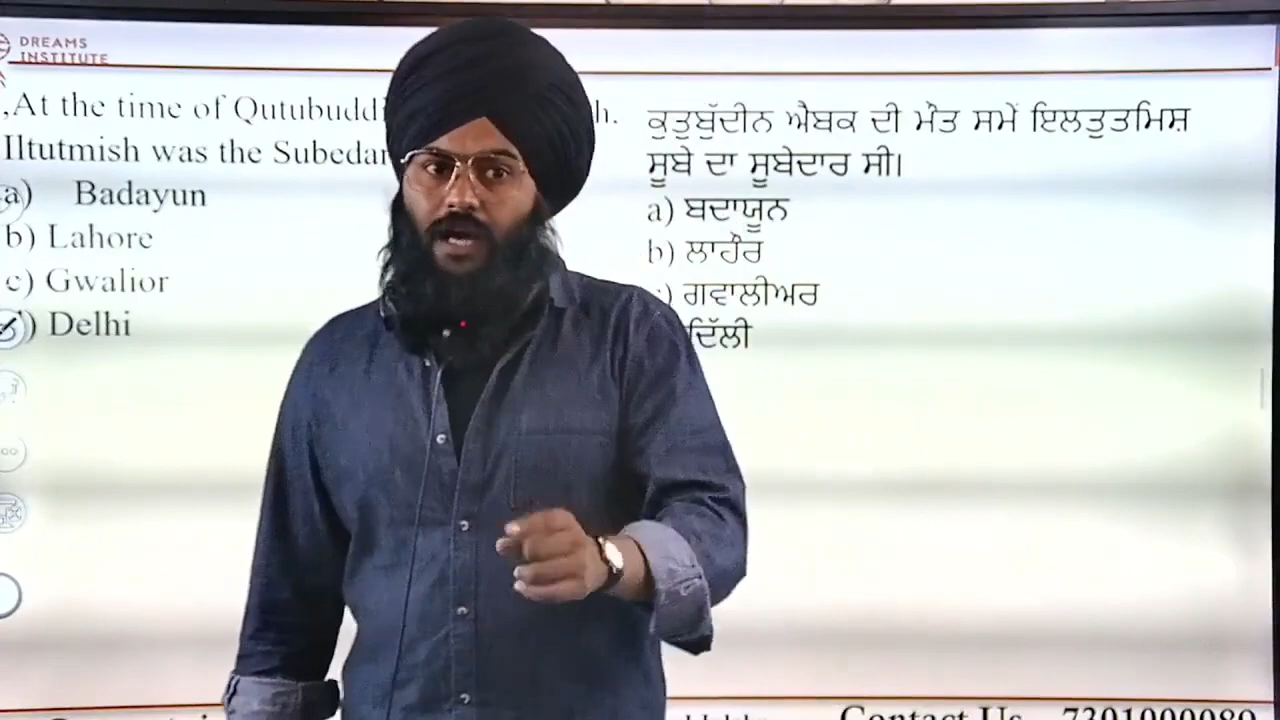 DREAMS
INSTITUTE
,At the time of Qutubuddi h.
Iltutmish was the Subedar
a) Badayun
b) Lahore
c) Gwalior
) Delhi
ਕੁਤੁਬੁੱਦੀਨ ਐਬਕ ਦੀ ਮੌਤ ਸਮੇਂ ਇਲਤੁਤਮਿਸ਼
ਸੂਬੇ ਦਾ ਸੂਬੇਦਾਰ ਸੀ।
a) ਬਦਾਯੂਨ
b) ਲਾਹੌਰ
) ਗਵਾਲੀਅਰ
ਦਿੱਲੀ
Contact Us